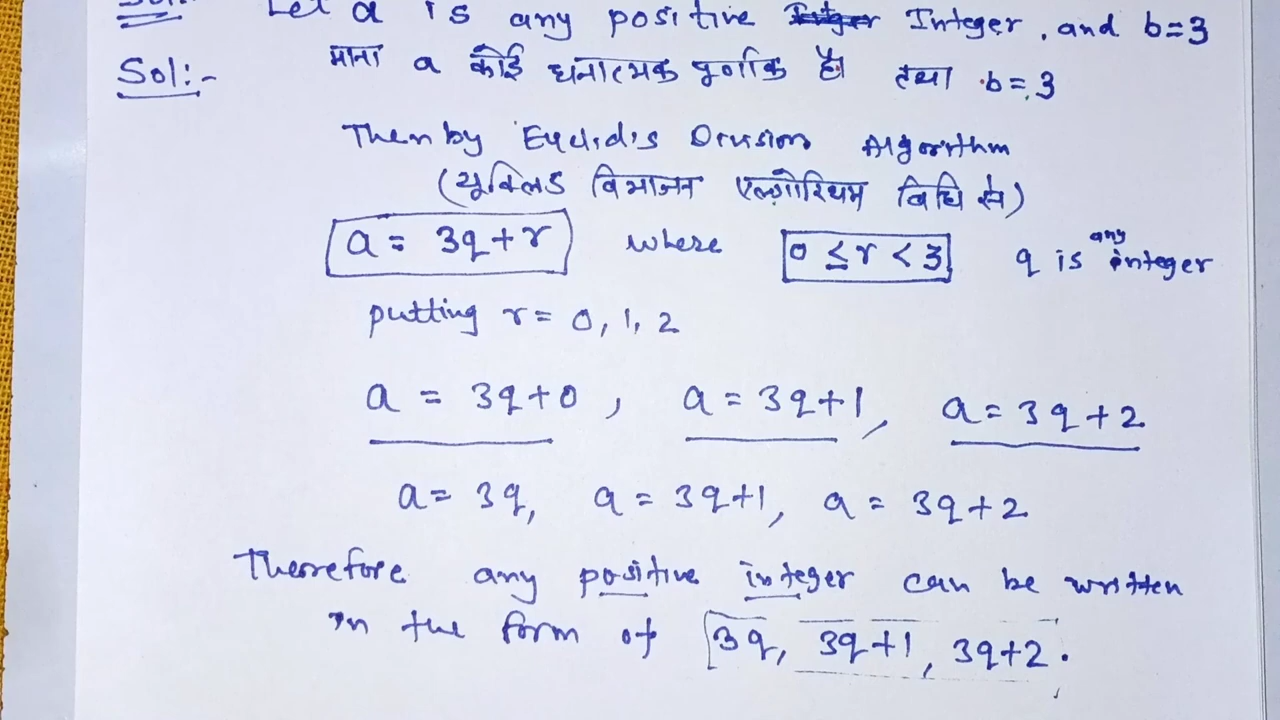 Sol:-
Let a is any positive Integer, and b=3
Sol:- माना a कोई धनात्मक पूर्णांक है। तथा b=3
Then by Euclid's Division Algorithm
(यूक्लिड विभाजन एल्गोरिथम विधि से)
a = 3q+r where 0 ≤ r < 3 q is any integer
putting r = 0, 1, 2
a = 3q+0, a = 3q+1, a = 3q+2
a = 3q, a = 3q+1, a = 3q+2
Therefore any positive integer can be written
in the form of 3q, 3q+1, 3q+2.